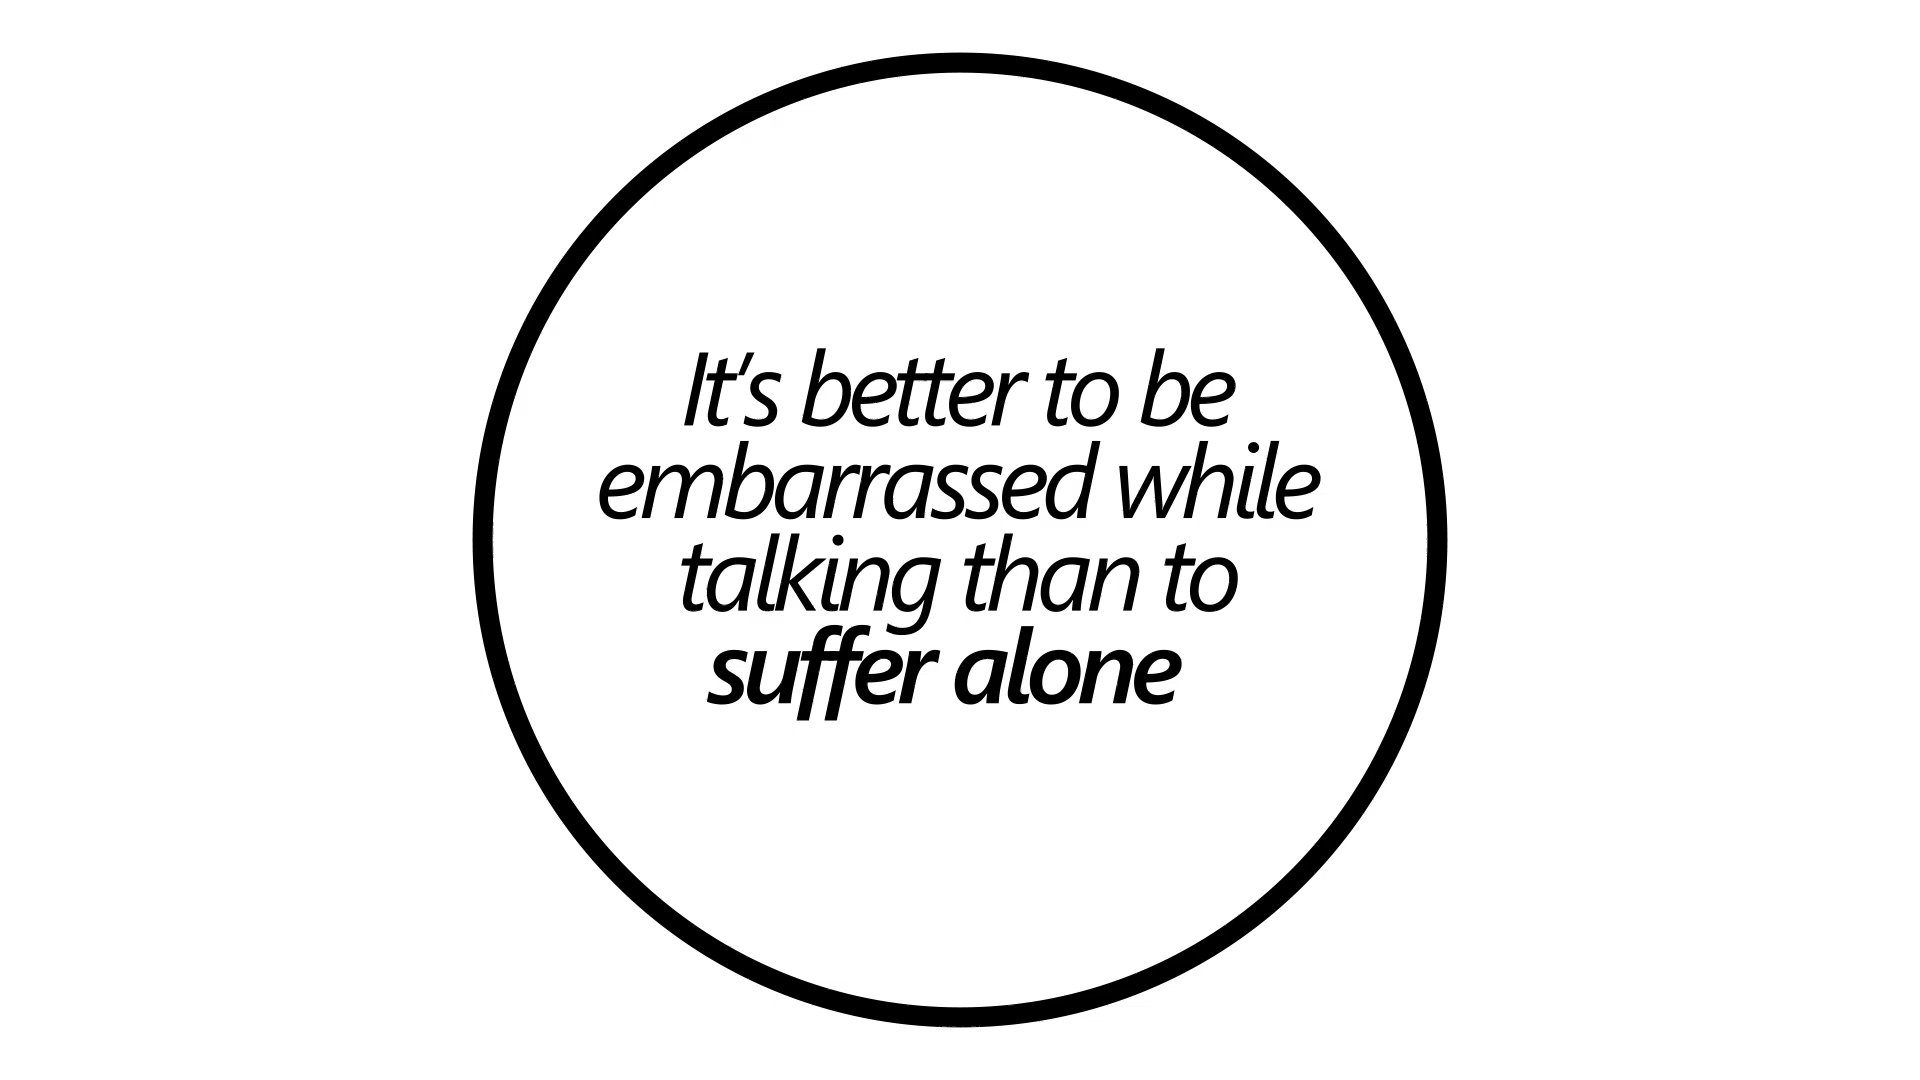 It's better to be
embarrassed while
talking than to
suffer alone